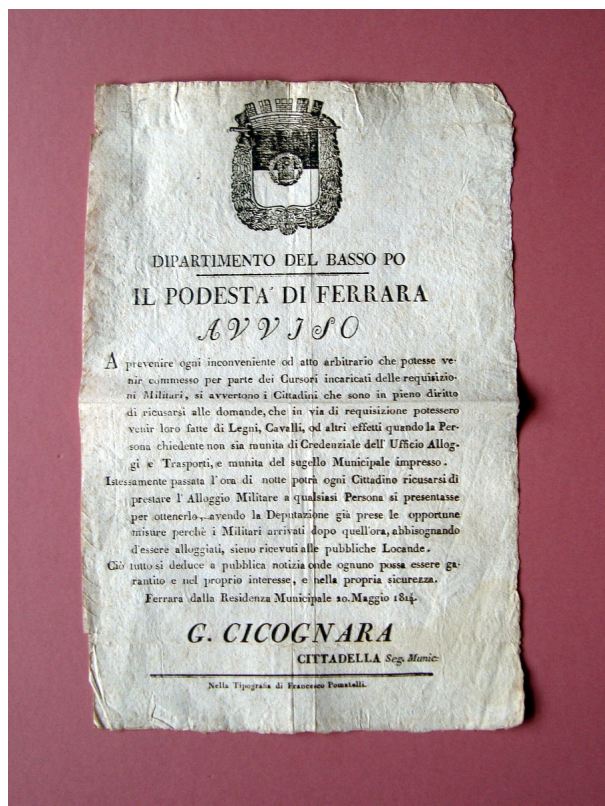 DIPARTIMENTO DEL BASSO PO
IL PODESTA' DI FERRARA
AVVISO
A prevenire ogni inconveniente od atto arbitrario che potesse ve-
nir commesso per parte dei Cursori incaricati delle requisizio-
ni Militari, si avvertono i Cittadini che sono in pieno diritto
di ricusarsi alle domande, che in via di requisizione potessero
venir loro fatte di Legni, Cavalli, od altri effetti quando la Per-
sona chiedente non sia munita di Credenziale dell' Ufficio Allog-
gi e Trasporti, e munita del sugello Municipale impresso.
Istessamente passata l'ora di notte potrà ogni Cittadino ricusarsi di
prestare l'Alloggio Militare a qualsiasi Persona si presentasse
per ottenerlo, avendo la Deputazione già prese le opportune
misure perchè i Militari arrivati dopo quell'ora, abbisognando
d'essere alloggiati, sieno ricevuti alle pubbliche Locande.
Ciò tutto si deduce a pubblica notizia onde ognuno possa essere ga-
rantito e nel proprio interesse, e nella propria sicurezza.
Ferrara dalla Residenza Municipale 20. Maggio 1814.
G. CICOGNARA
CITTADELLA Seg. Munic.
Nella Tipografia di Francesco Pomatelli.